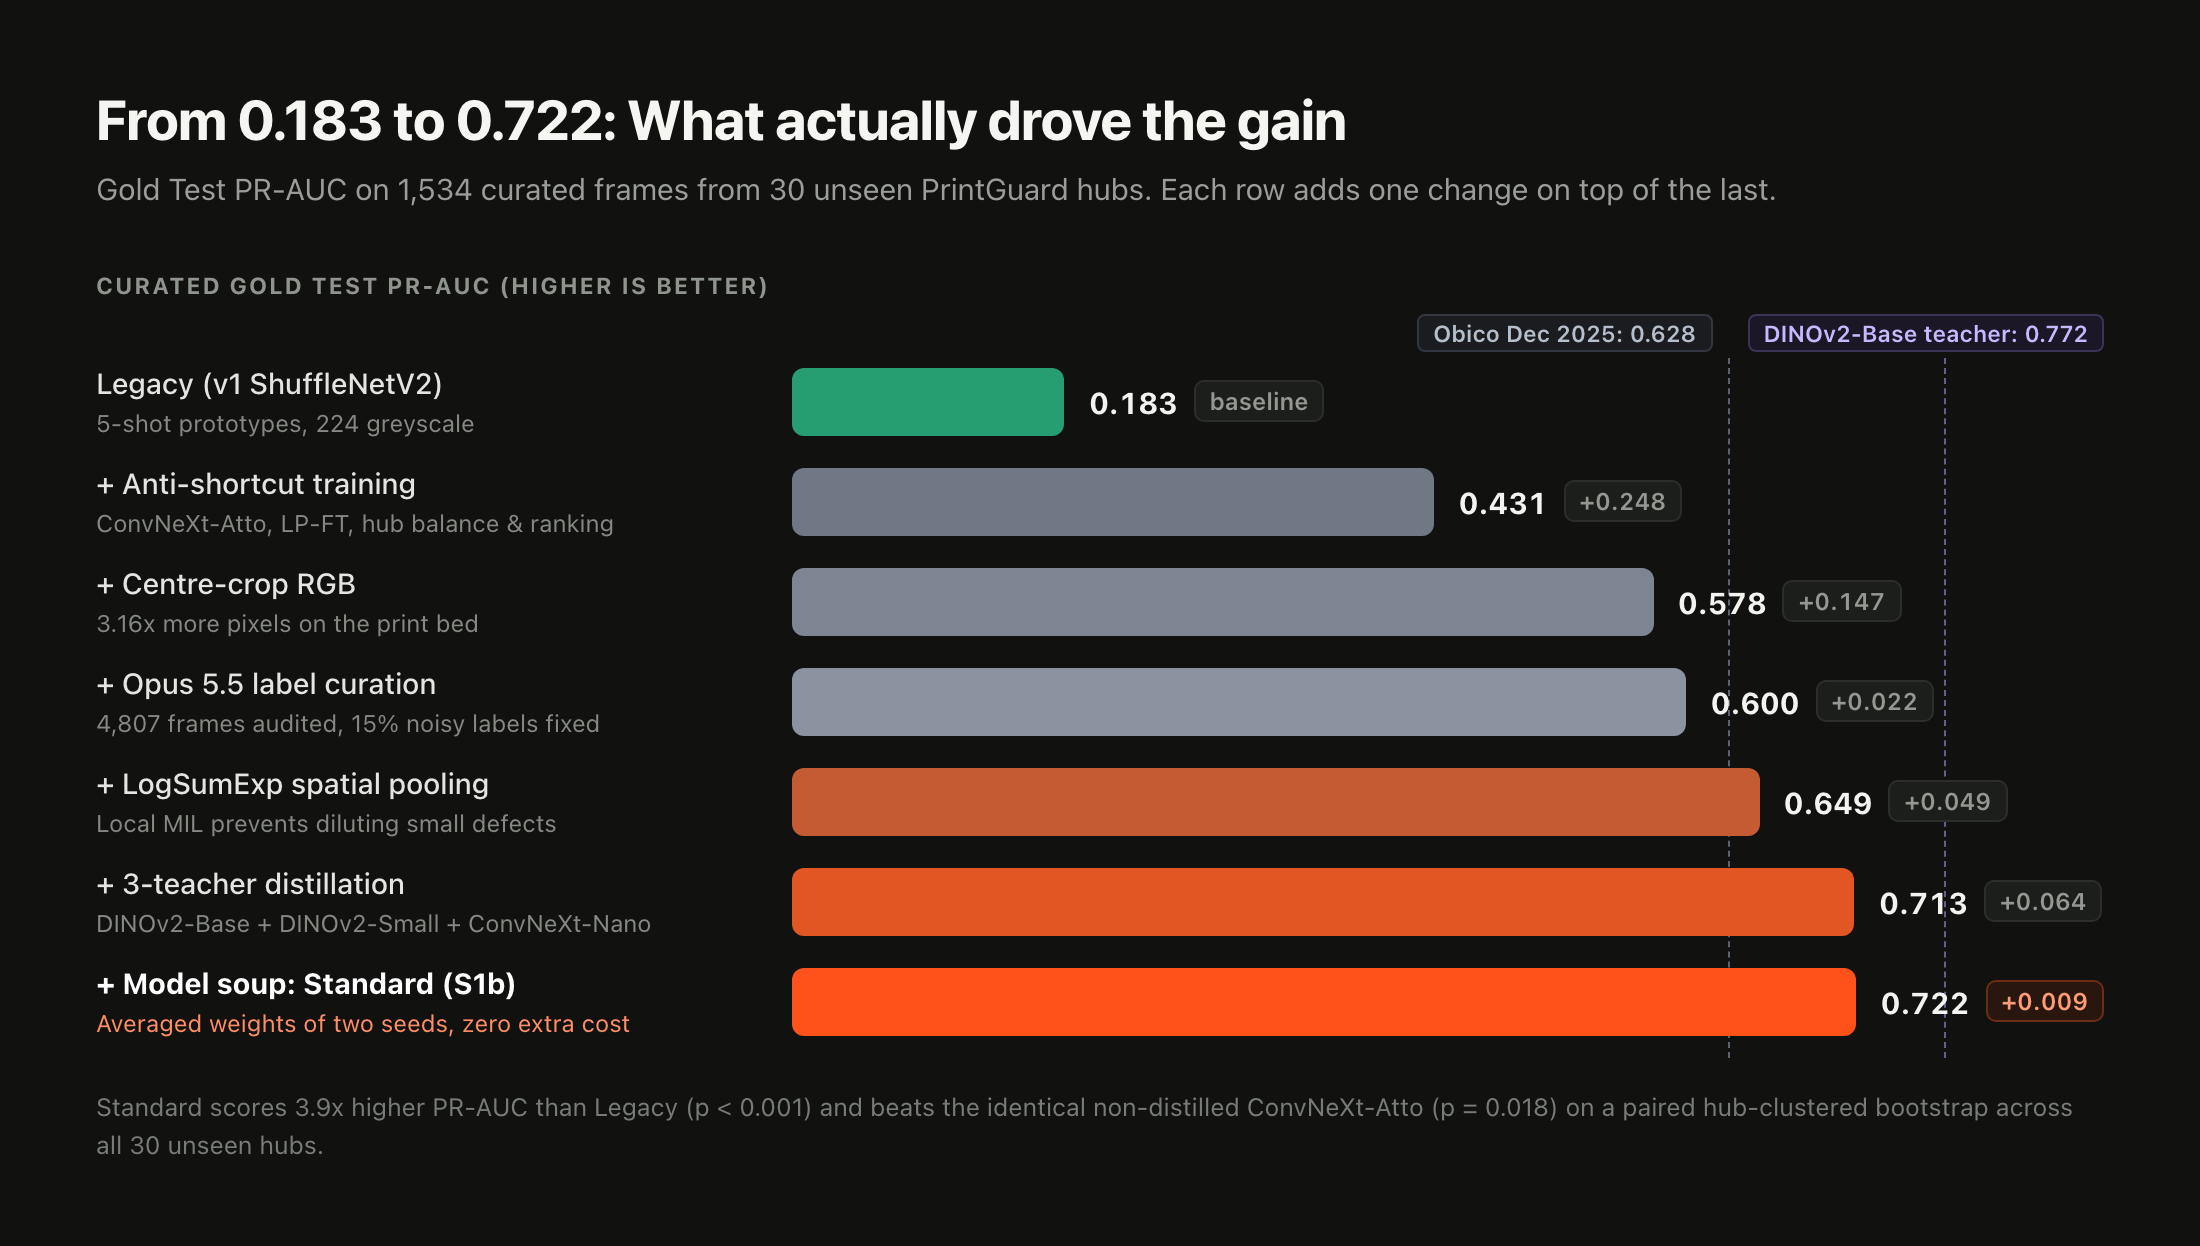 From 0.183 to 0.722: What actually drove the gain
Gold Test PR-AUC on 1,534 curated frames from 30 unseen PrintGuard hubs. Each row adds one change on top of the last.
CURATED GOLD TEST PR-AUC (HIGHER IS BETTER)
Obico Dec 2025: 0.628
DINOv2-Base teacher: 0.772
Legacy (v1 ShuffleNetV2)
5-shot prototypes, 224 greyscale
0.183
baseline
+ Anti-shortcut training
ConvNeXt-Atto, LP-FT, hub balance & ranking
0.431
+0.248
+ Centre-crop RGB
3.16x more pixels on the print bed
0.578
+0.147
+ Opus 5.5 label curation
4,807 frames audited, 15% noisy labels fixed
0.600
+0.022
+ LogSumExp spatial pooling
Local MIL prevents diluting small defects
0.649
+0.049
+ 3-teacher distillation
DINOv2-Base + DINOv2-Small + ConvNeXt-Nano
0.713
+0.064
+ Model soup: Standard (S1b)
Averaged weights of two seeds, zero extra cost
0.722
+0.009
Standard scores 3.9x higher PR-AUC than Legacy (p < 0.001) and beats the identical non-distilled ConvNeXt-Atto (p = 0.018) on a paired hub-clustered bootstrap across
all 30 unseen hubs.